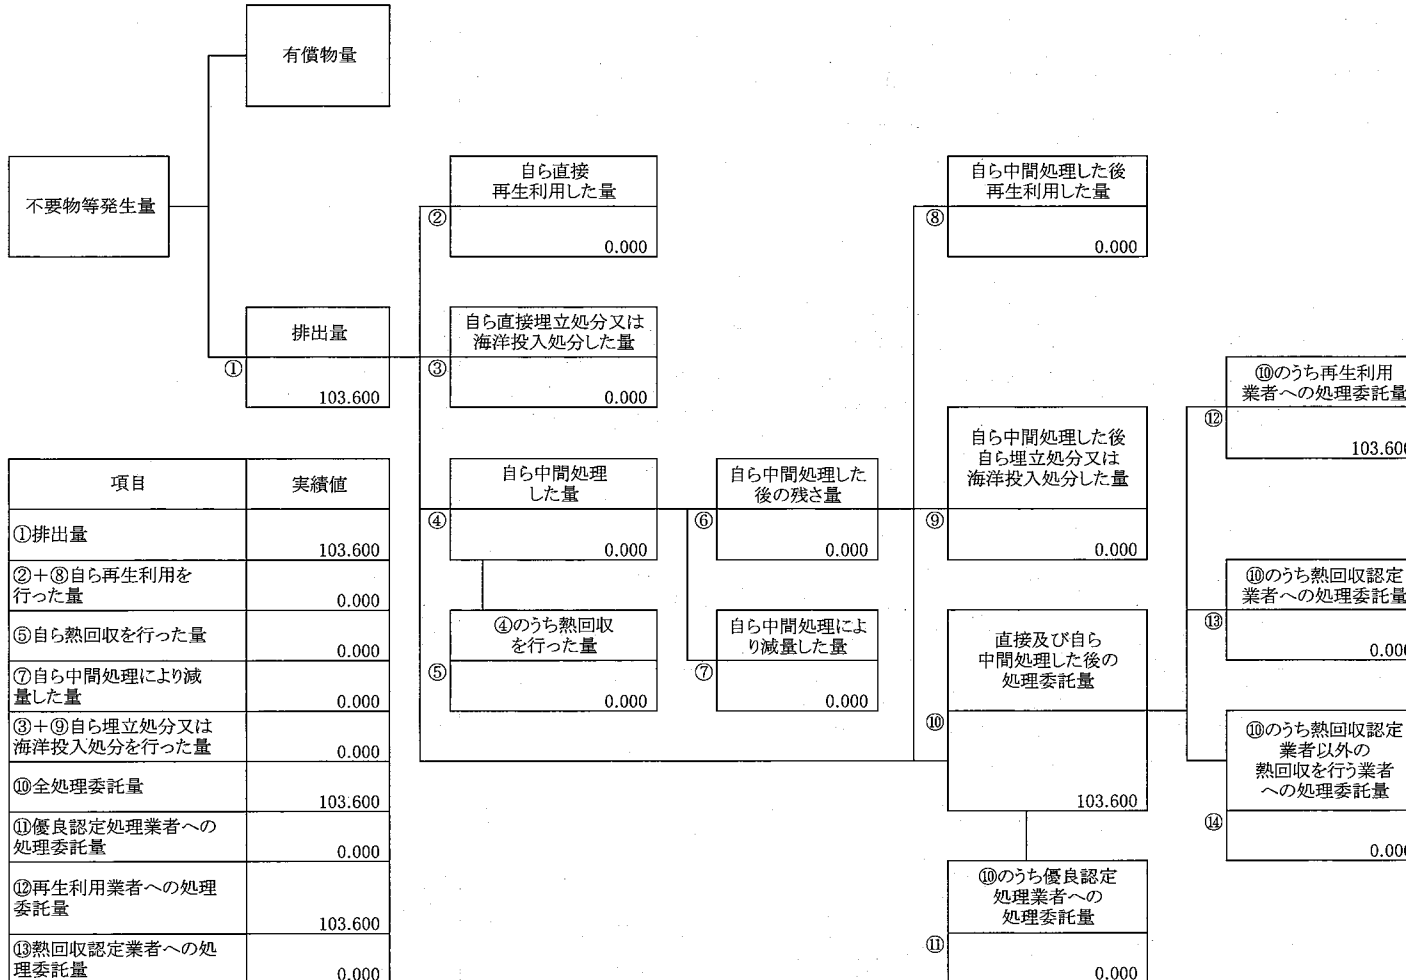 有償物量
不要物等発生量
排出量
①
103.600
自ら直接
再生利用した量
②
0.000
自ら直接埋立処分又は
海洋投入処分した量
③
0.000
自ら中間処理
した量
④
0.000
④のうち熱回収
を行った量
⑤
0.000
自ら中間処理した
後の残さ量
⑥
0.000
自ら中間処理によ
り減量した量
⑦
0.000
自ら中間処理した後
再生利用した量
⑧
0.000
自ら中間処理した後
自ら埋立処分又は
海洋投入処分した量
⑨
0.000
直接及び自ら
中間処理した後の
処理委託量
⑩
103.600
⑩のうち優良認定
処理業者への
処理委託量
⑪
0.000
⑩のうち再生利用
業者への処理委託量
⑫
103.600
⑩のうち熱回収認定
業者への処理委託量
⑬
0.000
⑩のうち熱回収認定
業者以外の
熱回収を行う業者
への処理委託量
⑭
0.000
項目 実績値
①排出量 103.600
②+⑧自ら再生利用を
行った量 0.000
⑤自ら熱回収を行った量 0.000
⑦自ら中間処理により減
量した量 0.000
③+⑨自ら埋立処分又は
海洋投入処分を行った量 0.000
⑩全処理委託量 103.600
⑪優良認定処理業者への
処理委託量 0.000
⑫再生利用業者への処理
委託量 103.600
⑬熱回収認定業者への処
理委託量 0.000